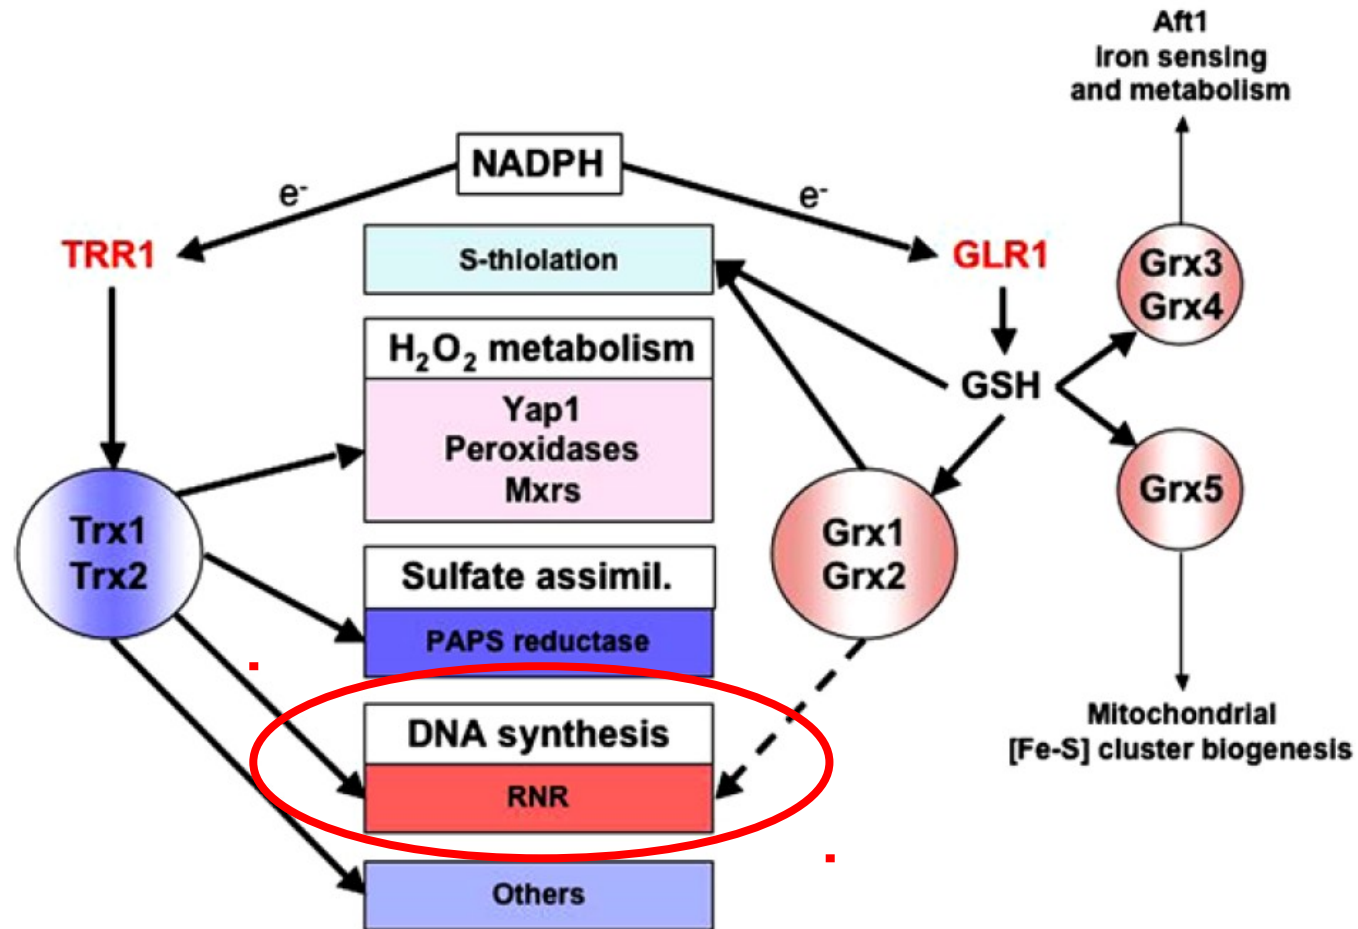 Aft1
Iron sensing
and metabolism
NADPH
e-
e-
TRR1
GLR1
S-thiolation
Grx3
Grx4
H2O2 metabolism
Yap1
Peroxidases
Mxrs
GSH
Grx5
Trx1
Trx2
Grx1
Grx2
Sulfate assimil.
PAPS reductase
DNA synthesis
RNR
Mitochondrial
[Fe-S] cluster biogenesis
Others